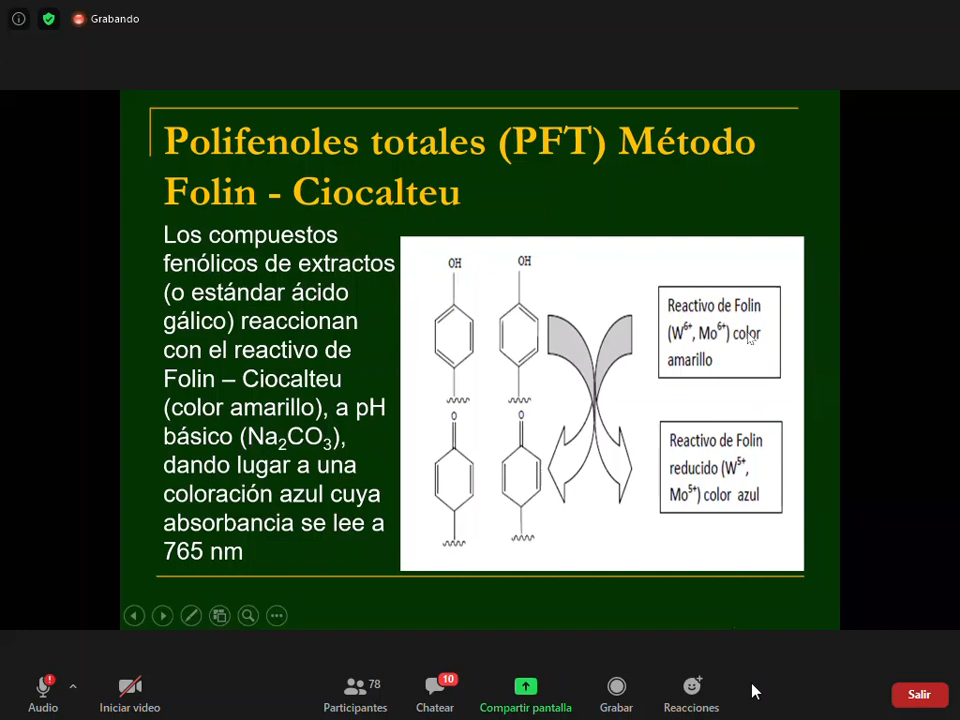 Grabando
Polifenoles totales (PFT) Método
Folin - Ciocalteu
Los compuestos
fenólicos de extractos
(o estándar ácido
gálico) reaccionan
con el reactivo de
Folin – Ciocalteu
(color amarillo), a pH
básico (Na₂CO₃),
dando lugar a una
coloración azul cuya
absorbancia se lee a
765 nm
OH OH
O O
Reactivo de Folin
(W⁶⁺, Mo⁶⁺) color
amarillo
Reactivo de Folin
reducido (W⁵⁺,
Mo⁵⁺) color azul
78
10
Audio
Iniciar video
Participantes
Chatear
Compartir pantalla
Grabar
Reacciones
Salir